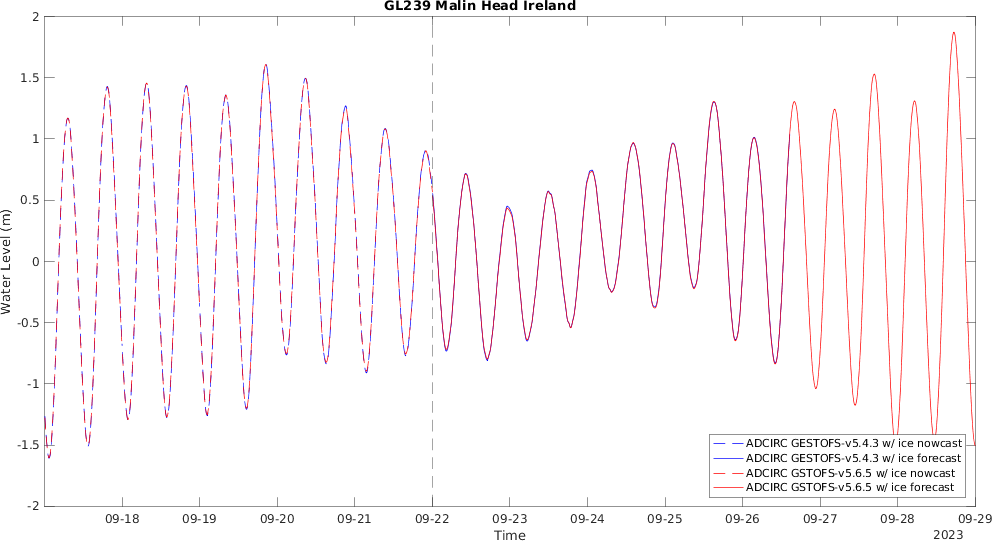 GL239 Malin Head Ireland
2
1.5
1
0.5
0
-0.5
-1
-1.5
-2
Water Level (m)
ADCIRC GESTOFS-v5.4.3 w/ ice nowcast
ADCIRC GESTOFS-v5.4.3 w/ ice forecast
ADCIRC GSTOFS-v5.6.5 w/ ice nowcast
ADCIRC GSTOFS-v5.6.5 w/ ice forecast
09-18 09-19 09-20 09-21 09-22 09-23 09-24 09-25 09-26 09-27 09-28 09-29
Time
2023